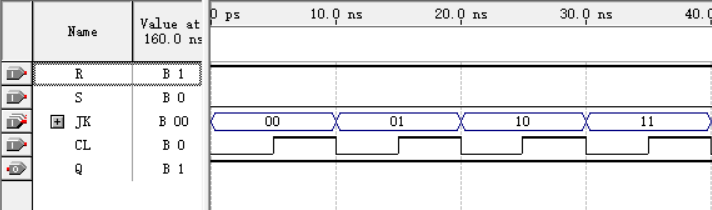 Name Value at 160.0 ns 0 ps 10.0 ns 20.0 ns 30.0 ns 40.0
R B 1
S B 0
JK B 00 00 01 10 11
CL B 0
Q B 1